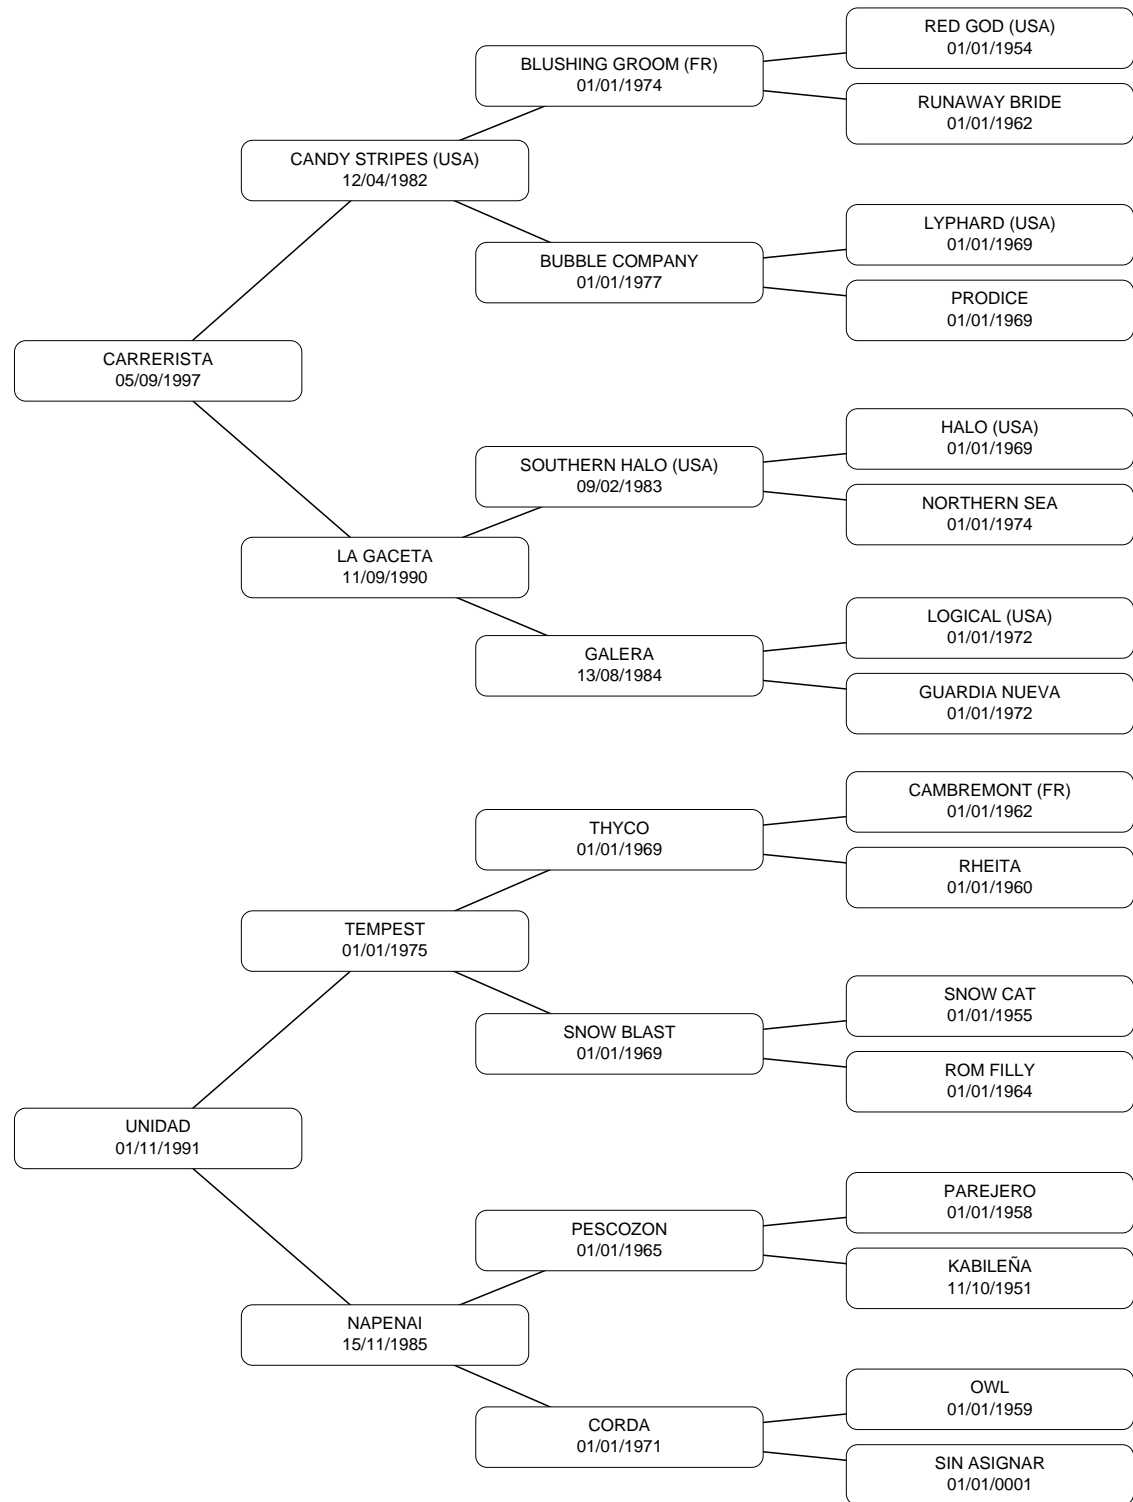 RED GOD (USA)
01/01/1954
BLUSHING GROOM (FR)
01/01/1974
RUNAWAY BRIDE
01/01/1962
CANDY STRIPES (USA)
12/04/1982
LYPHARD (USA)
01/01/1969
BUBBLE COMPANY
01/01/1977
PRODICE
01/01/1969
CARRERISTA
05/09/1997
HALO (USA)
01/01/1969
SOUTHERN HALO (USA)
09/02/1983
NORTHERN SEA
01/01/1974
LA GACETA
11/09/1990
LOGICAL (USA)
01/01/1972
GALERA
13/08/1984
GUARDIA NUEVA
01/01/1972
CAMBREMONT (FR)
01/01/1962
THYCO
01/01/1969
RHEITA
01/01/1960
TEMPEST
01/01/1975
SNOW CAT
01/01/1955
SNOW BLAST
01/01/1969
ROM FILLY
01/01/1964
UNIDAD
01/11/1991
PAREJERO
01/01/1958
PESCOZON
01/01/1965
KABILEÑA
11/10/1951
NAPENAI
15/11/1985
OWL
01/01/1959
CORDA
01/01/1971
SIN ASIGNAR
01/01/0001